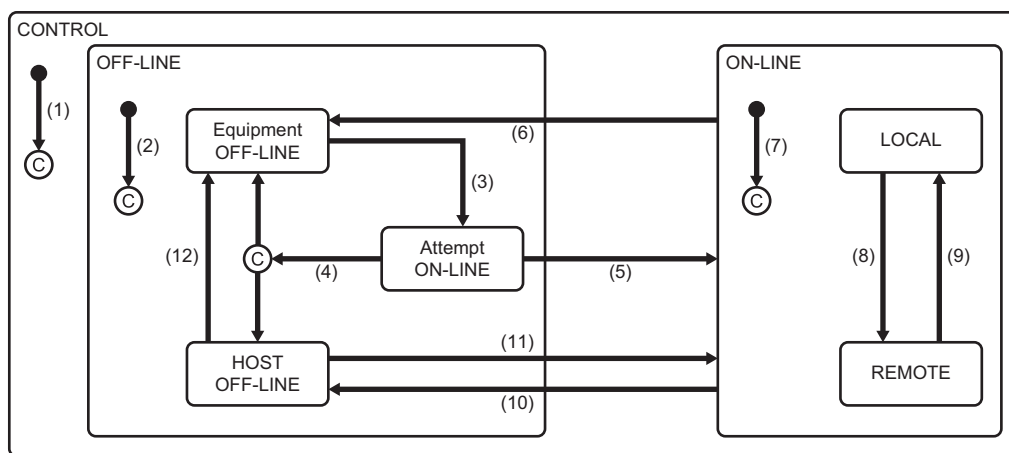 CONTROL
OFF-LINE
ON-LINE
(1)
C
(2)
C
Equipment
OFF-LINE
(6)
(3)
(7)
C
LOCAL
(12)
C
(4)
Attempt
ON-LINE
(5)
(8)
(9)
HOST
OFF-LINE
(11)
(10)
REMOTE